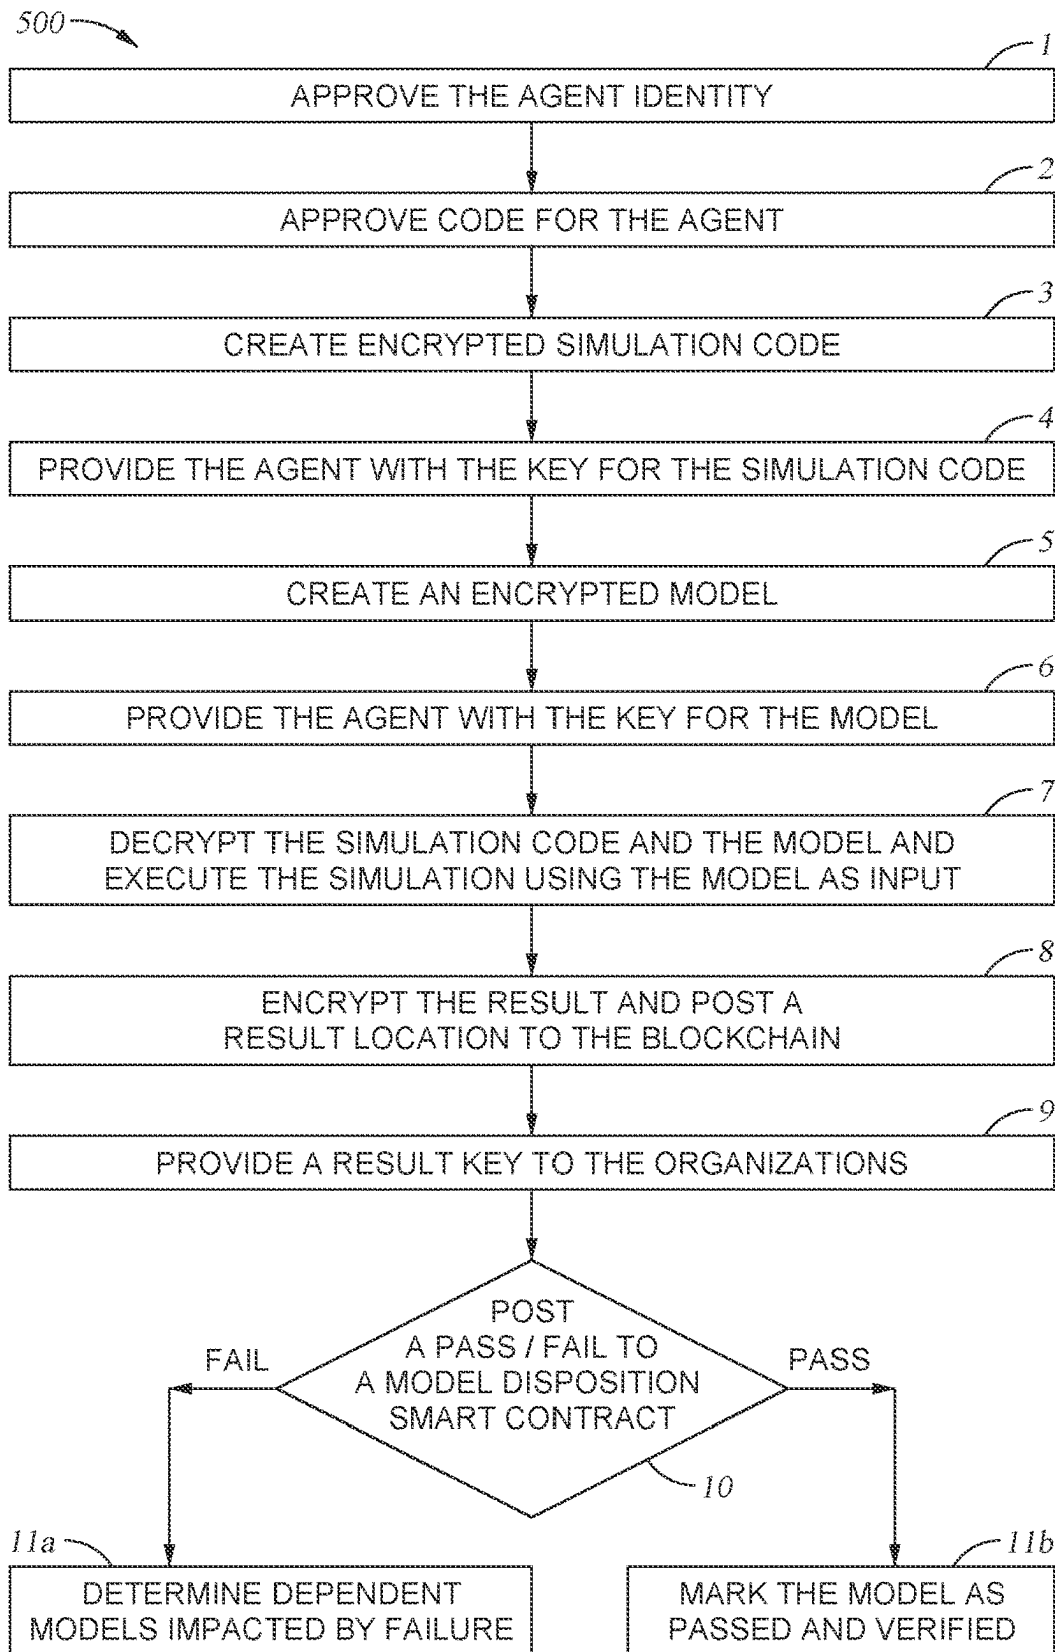 500
1
APPROVE THE AGENT IDENTITY
2
APPROVE CODE FOR THE AGENT
3
CREATE ENCRYPTED SIMULATION CODE
4
PROVIDE THE AGENT WITH THE KEY FOR THE SIMULATION CODE
5
CREATE AN ENCRYPTED MODEL
6
PROVIDE THE AGENT WITH THE KEY FOR THE MODEL
7
DECRYPT THE SIMULATION CODE AND THE MODEL AND
EXECUTE THE SIMULATION USING THE MODEL AS INPUT
8
ENCRYPT THE RESULT AND POST A
RESULT LOCATION TO THE BLOCKCHAIN
9
PROVIDE A RESULT KEY TO THE ORGANIZATIONS
POST
A PASS / FAIL TO
A MODEL DISPOSITION
SMART CONTRACT
FAIL
PASS
10
11a
DETERMINE DEPENDENT
MODELS IMPACTED BY FAILURE
11b
MARK THE MODEL AS
PASSED AND VERIFIED